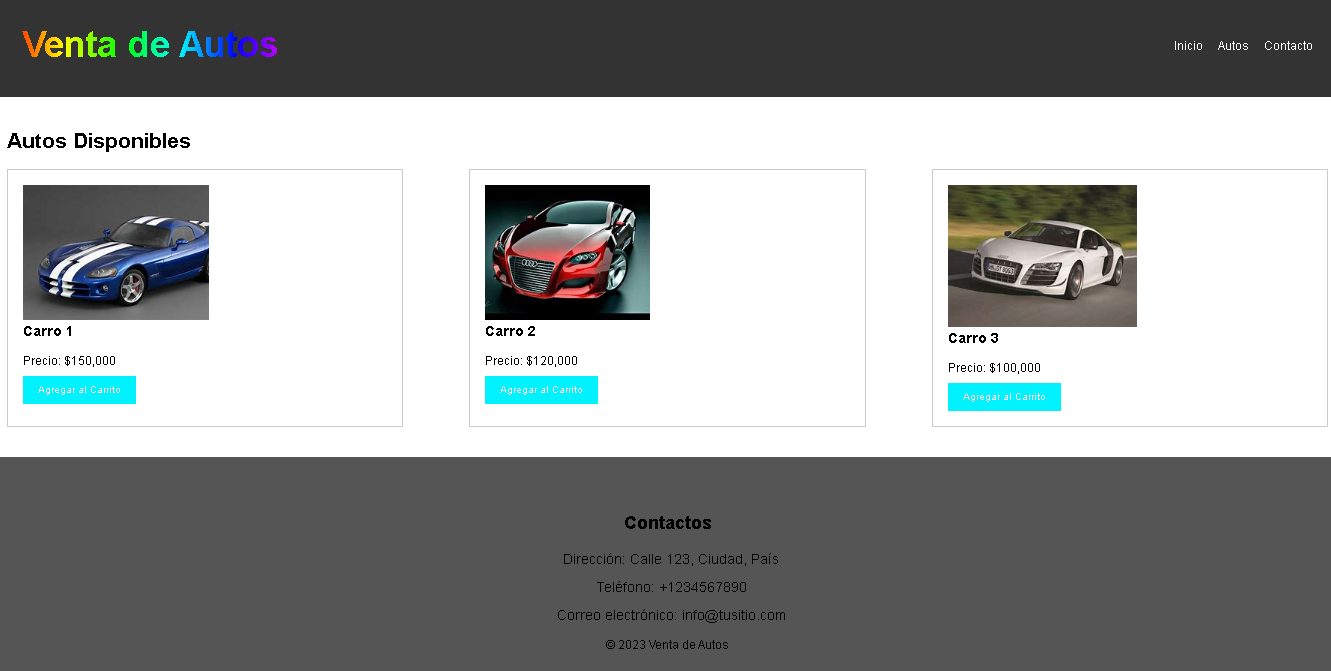 Venta de Autos
Inicio Autos Contacto
Autos Disponibles
Carro 1
Precio: $150,000
Agregar al Carrito
Carro 2
Precio: $120,000
Agregar al Carrito
Carro 3
Precio: $100,000
Agregar al Carrito
Contactos
Dirección: Calle 123, Ciudad, País
Teléfono: +1234567890
Correo electrónico: info@tusitio.com
© 2023 Venta de Autos